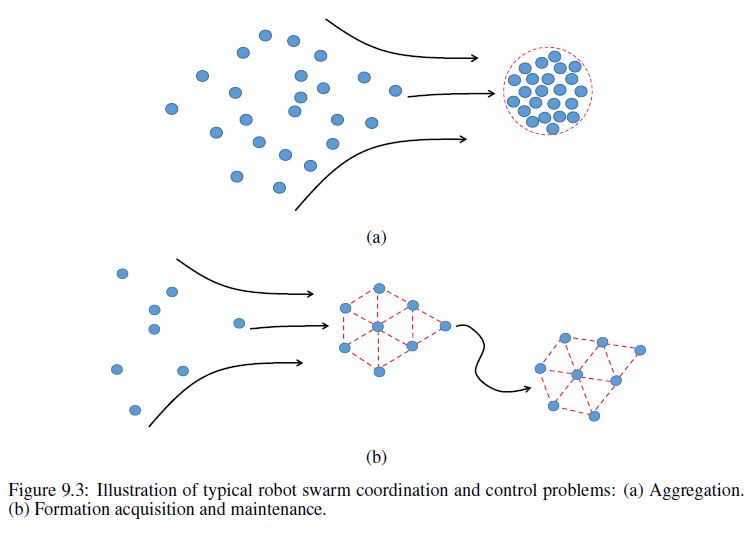 (a)
(b)
Figure 9.3: Illustration of typical robot swarm coordination and control problems: (a) Aggregation.
(b) Formation acquisition and maintenance.